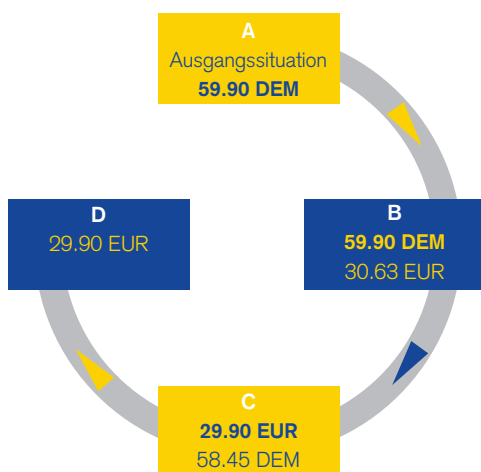 A
Ausgangssituation
59.90 DEM
B
59.90 DEM
30.63 EUR
C
29.90 EUR
58.45 DEM
D
29.90 EUR